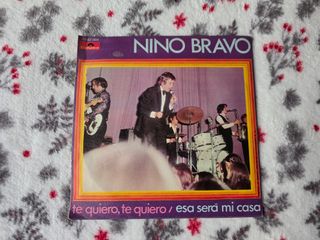 NINO BRAVO
te quiero, te quiero / esa será mi casa